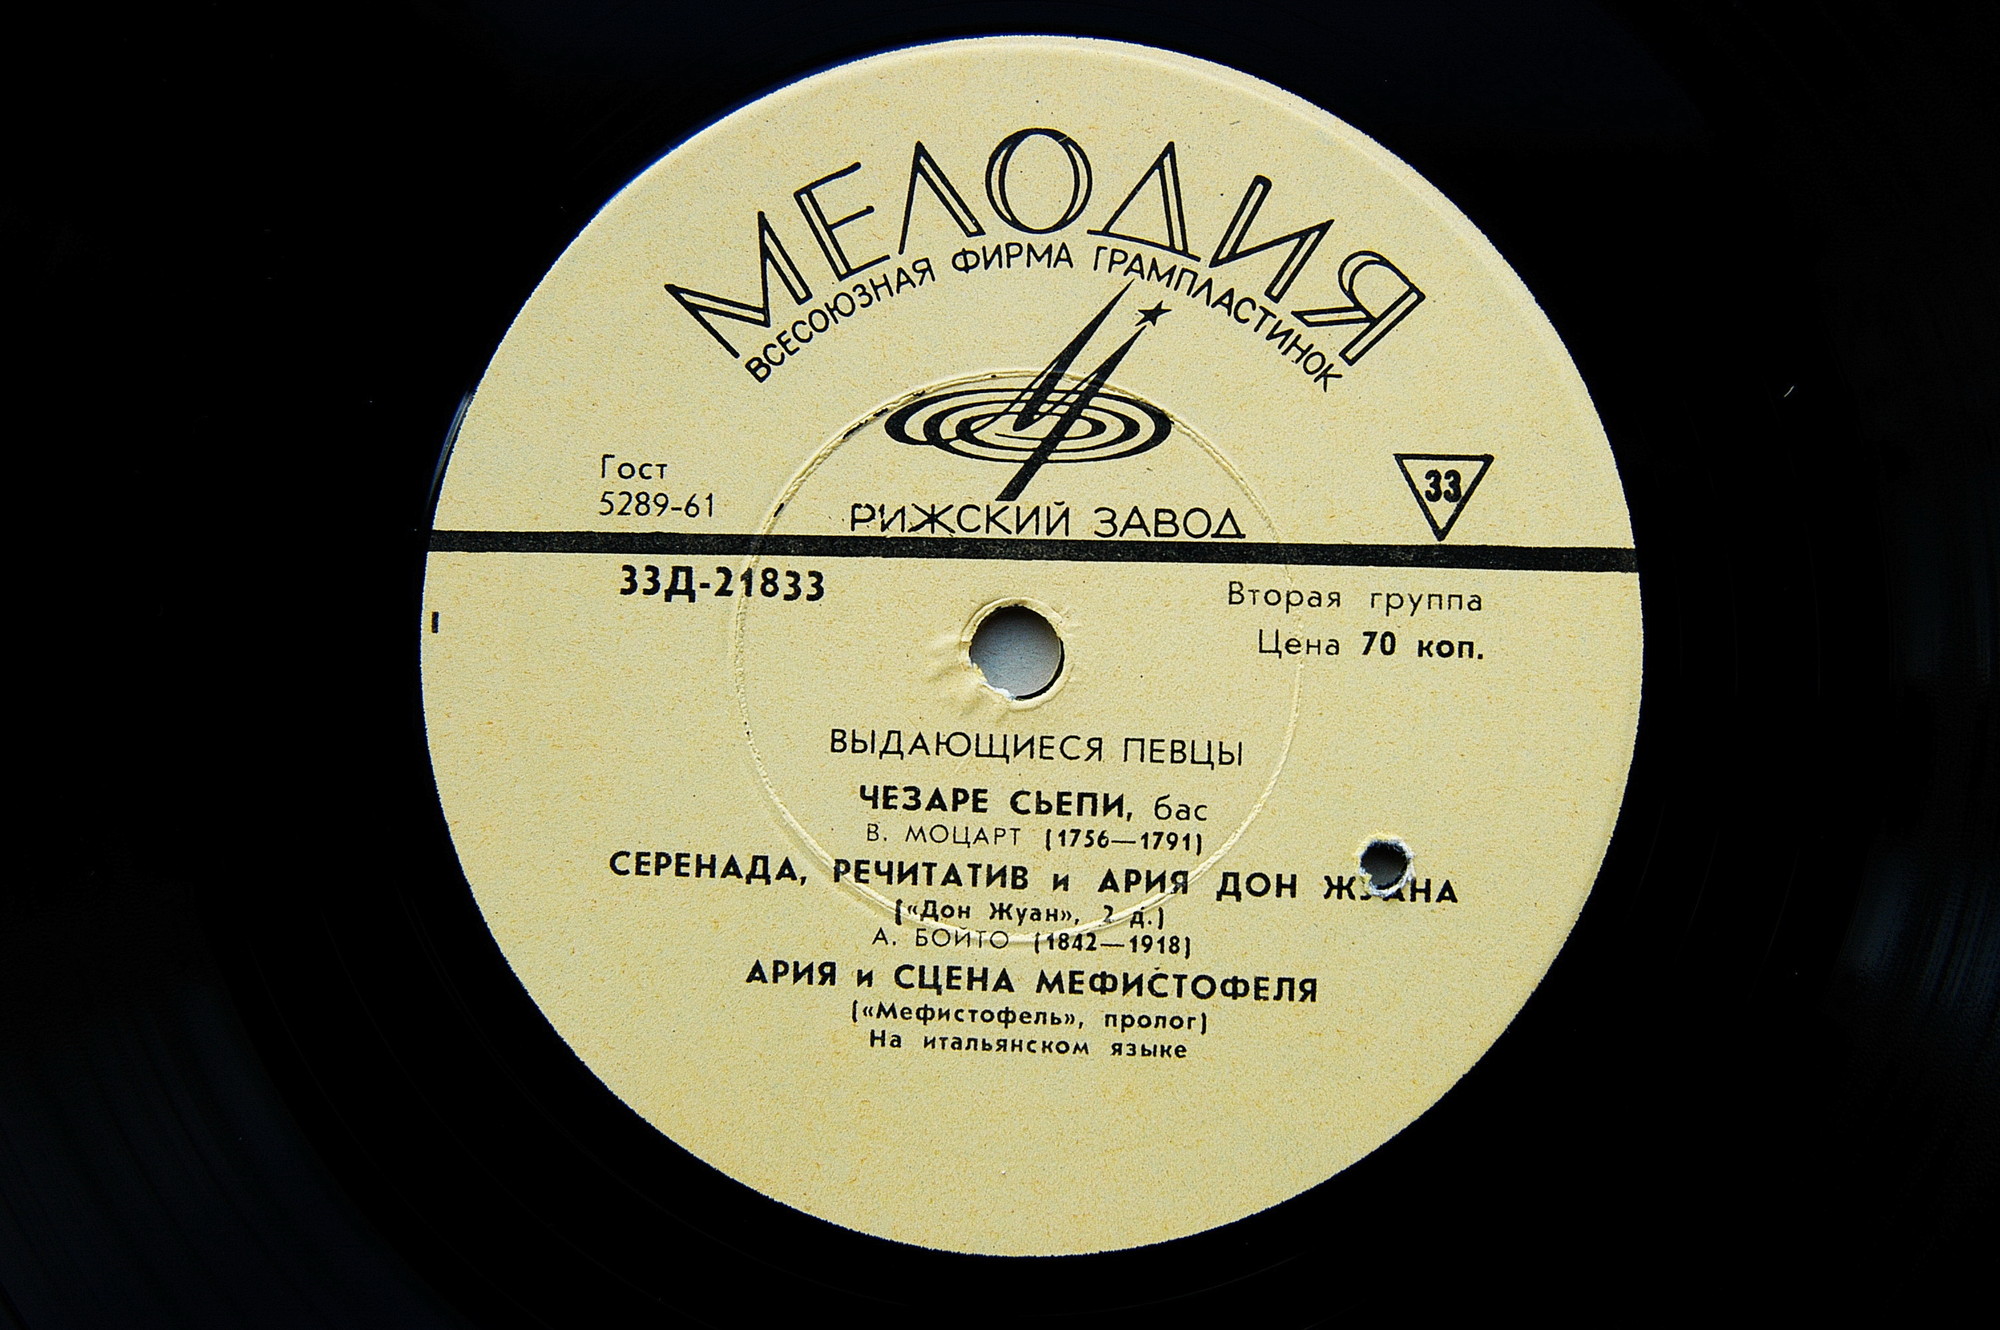 МЕЛОДИЯ
ВСЕСОЮЗНАЯ ФИРМА ГРАМПЛАСТИНОК
Гост
5289-61
33
РИЖСКИЙ ЗАВОД
33Д-21833
Вторая группа
Цена 70 коп.
ВЫДАЮЩИЕСЯ ПЕВЦЫ
ЧЕЗАРЕ СЬЕПИ, бас
В. МОЦАРТ (1756—1791)
СЕРЕНАДА, РЕЧИТАТИВ и АРИЯ ДОН ЖУАНА
(«Дон Жуан», 2 д.)
А. БОЙТО (1842—1918)
АРИЯ и СЦЕНА МЕФИСТОФЕЛЯ
(«Мефистофель», пролог)
На итальянском языке